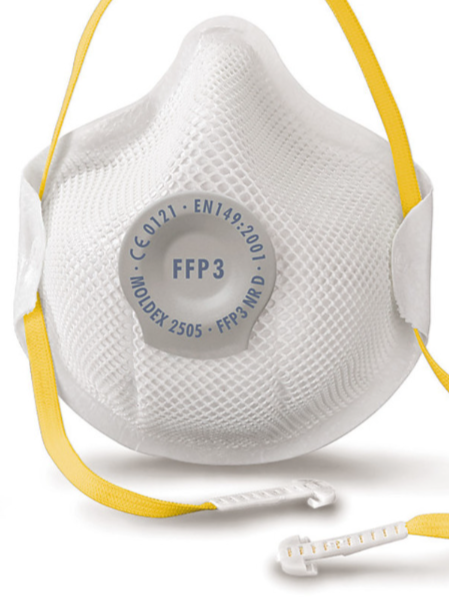 CE 0121 · EN149:2001 ·
FFP3
MOLDEX 2505 · FFP3 NR D ·